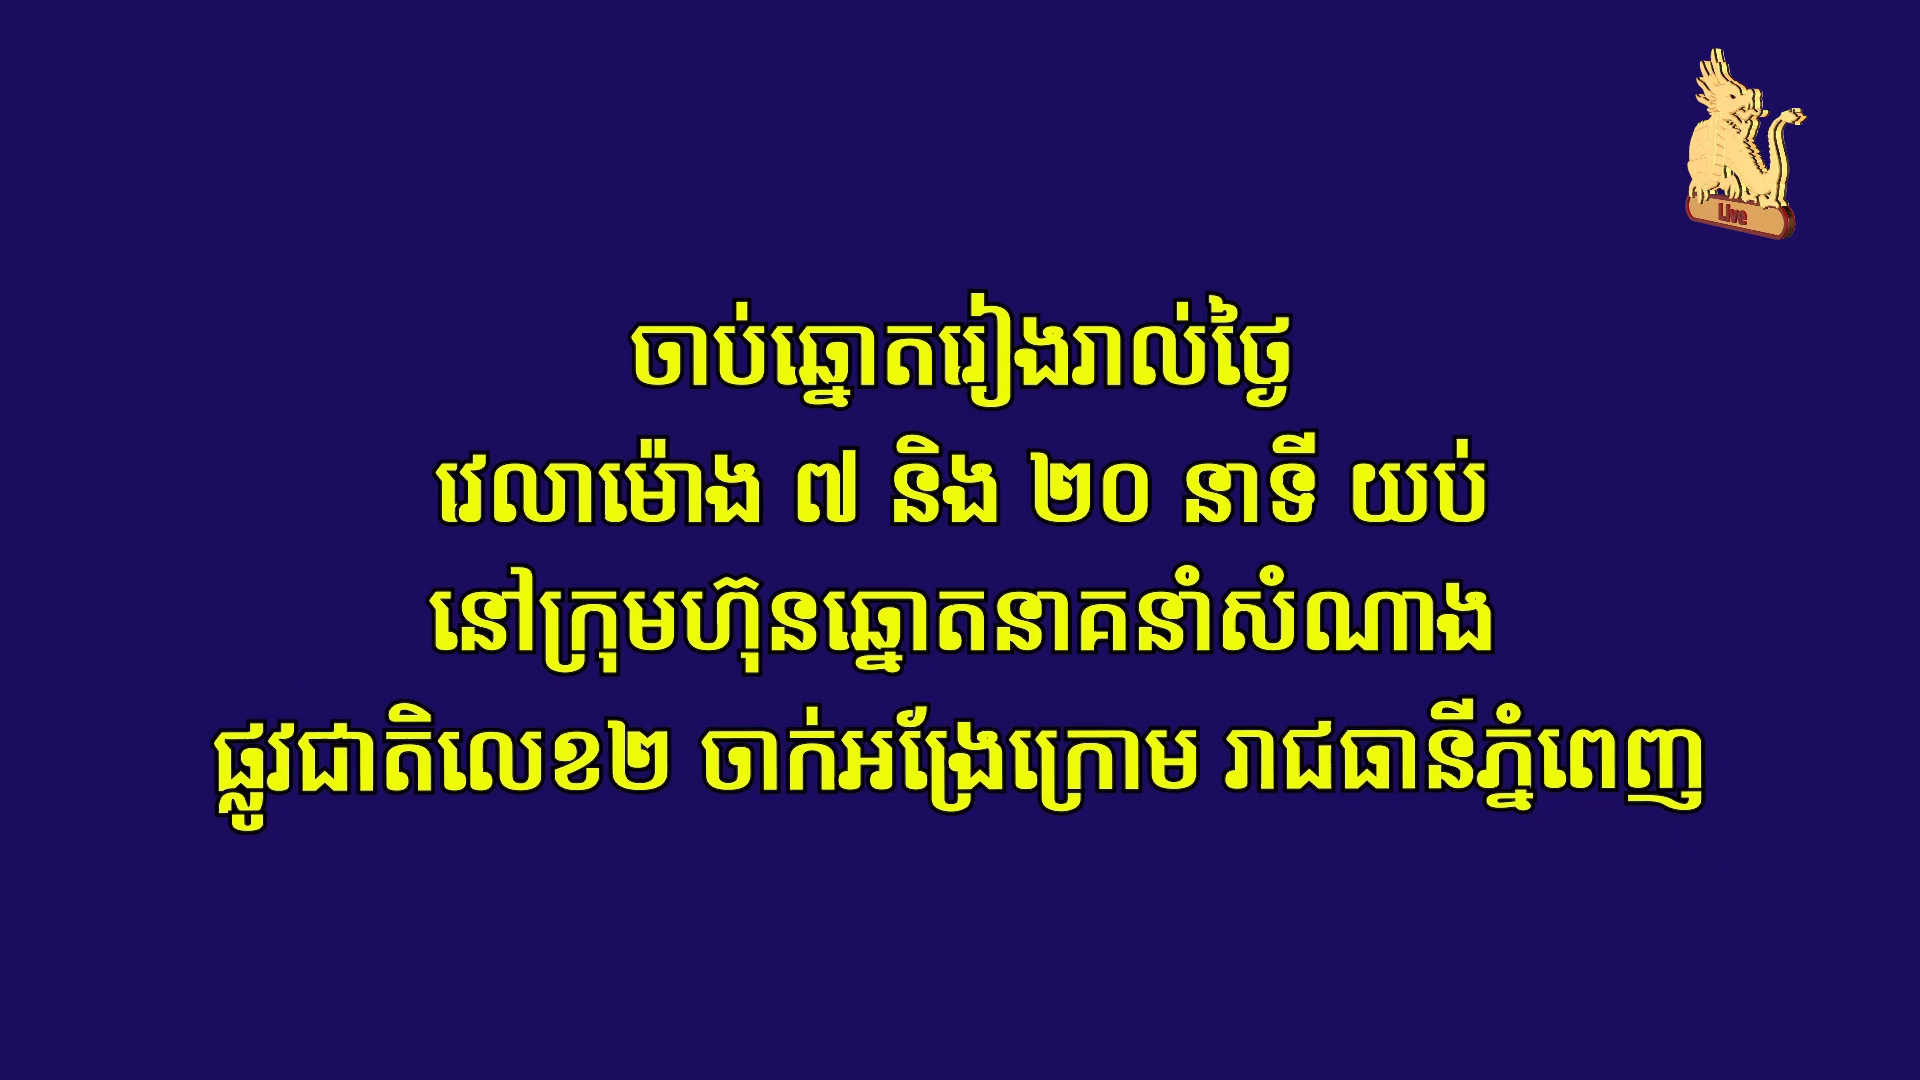 Live
ចាប់ឆ្នោតរៀងរាល់ថ្ងៃ
វេលាម៉ោង ៧ និង ២០ នាទី យប់
នៅក្រុមហ៊ុនឆ្នោតនាគនាំសំណាង
ផ្លូវជាតិលេខ២ ចាក់អង្រែក្រោម រាជធានីភ្នំពេញ